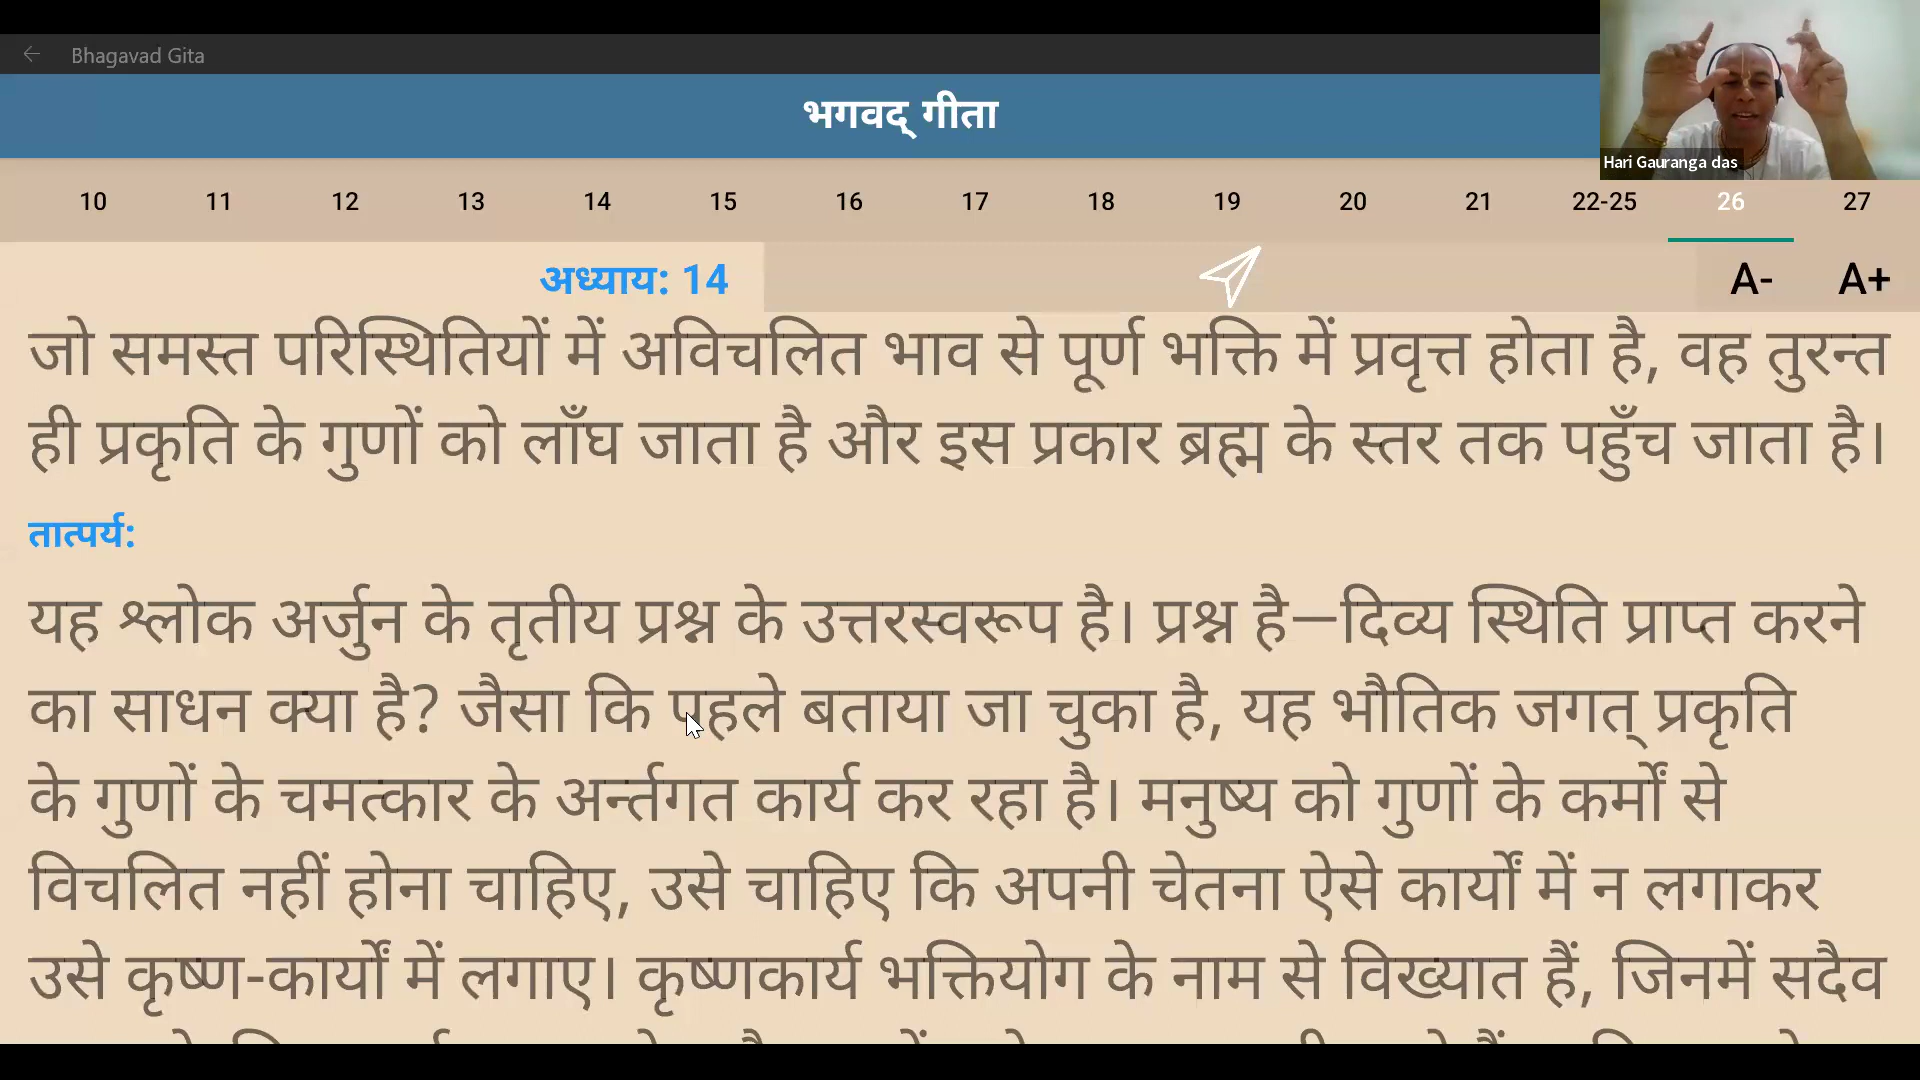 Bhagavad Gita
भगवद् गीता
Hari Gauranga das
10 11 12 13 14 15 16 17 18 19 20 21 22-25 26 27
अध्याय: 14 A- A+
जो समस्त परिस्थितियों में अविचलित भाव से पूर्ण भक्ति में प्रवृत्त होता है, वह तुरन्त
ही प्रकृति के गुणों को लाँघ जाता है और इस प्रकार ब्रह्म के स्तर तक पहुँच जाता है।
तात्पर्य:
यह श्लोक अर्जुन के तृतीय प्रश्न के उत्तरस्वरूप है। प्रश्न है—दिव्य स्थिति प्राप्त करने
का साधन क्या है? जैसा कि पहले बताया जा चुका है, यह भौतिक जगत् प्रकृति
के गुणों के चमत्कार के अर्न्तगत कार्य कर रहा है। मनुष्य को गुणों के कर्मों से
विचलित नहीं होना चाहिए, उसे चाहिए कि अपनी चेतना ऐसे कार्यों में न लगाकर
उसे कृष्ण-कार्यों में लगाए। कृष्णकार्य भक्तियोग के नाम से विख्यात हैं, जिनमें सदैव